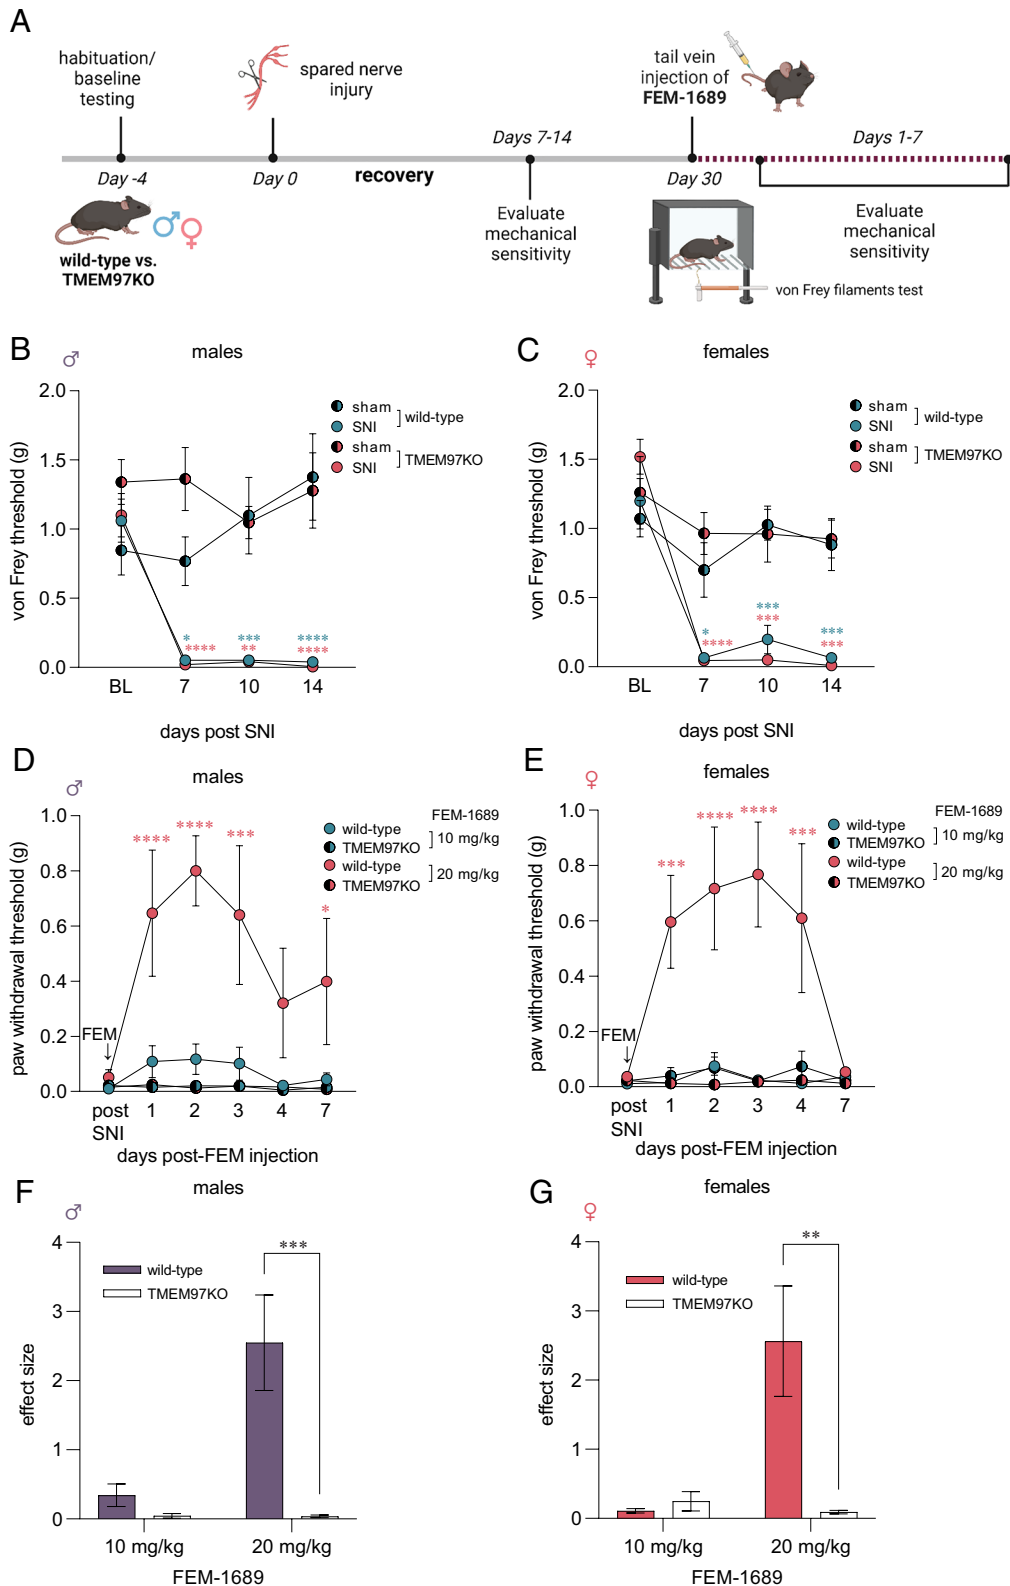 A
habituation/
baseline
testing
spared nerve
injury
tail vein
injection of
FEM-1689
Days 7-14
Days 1-7
Day -4
Day 0
recovery
Day 30
wild-type vs.
TMEM97KO
Evaluate
mechanical
sensitivity
Evaluate
mechanical
sensitivity
von Frey filaments test
B
♂
males
2.0
1.5
1.0
0.5
0.0
von Frey threshold (g)
sham
SNI
wild-type
sham
SNI
TMEM97KO
*
****
***
**
****
****
BL
7
10
14
days post SNI
C
♀
females
2.0
1.5
1.0
0.5
0.0
von Frey threshold (g)
sham
SNI
wild-type
sham
SNI
TMEM97KO
*
****
***
***
***
***
BL
7
10
14
days post SNI
D
♂
males
1.0
0.8
0.6
0.4
0.2
0.0
paw withdrawal threshold (g)
FEM-1689
wild-type
TMEM97KO
10 mg/kg
wild-type
TMEM97KO
20 mg/kg
****
****
***
*
FEM
post
SNI
1
2
3
4
7
days post-FEM injection
E
♀
females
1.0
0.8
0.6
0.4
0.2
0.0
paw withdrawal threshold (g)
FEM-1689
wild-type
TMEM97KO
10 mg/kg
wild-type
TMEM97KO
20 mg/kg
***
****
****
***
FEM
post
SNI
1
2
3
4
7
days post-FEM injection
F
♂
males
4
3
2
1
0
effect size
wild-type
TMEM97KO
***
10 mg/kg
20 mg/kg
FEM-1689
G
♀
females
4
3
2
1
0
effect size
wild-type
TMEM97KO
**
10 mg/kg
20 mg/kg
FEM-1689